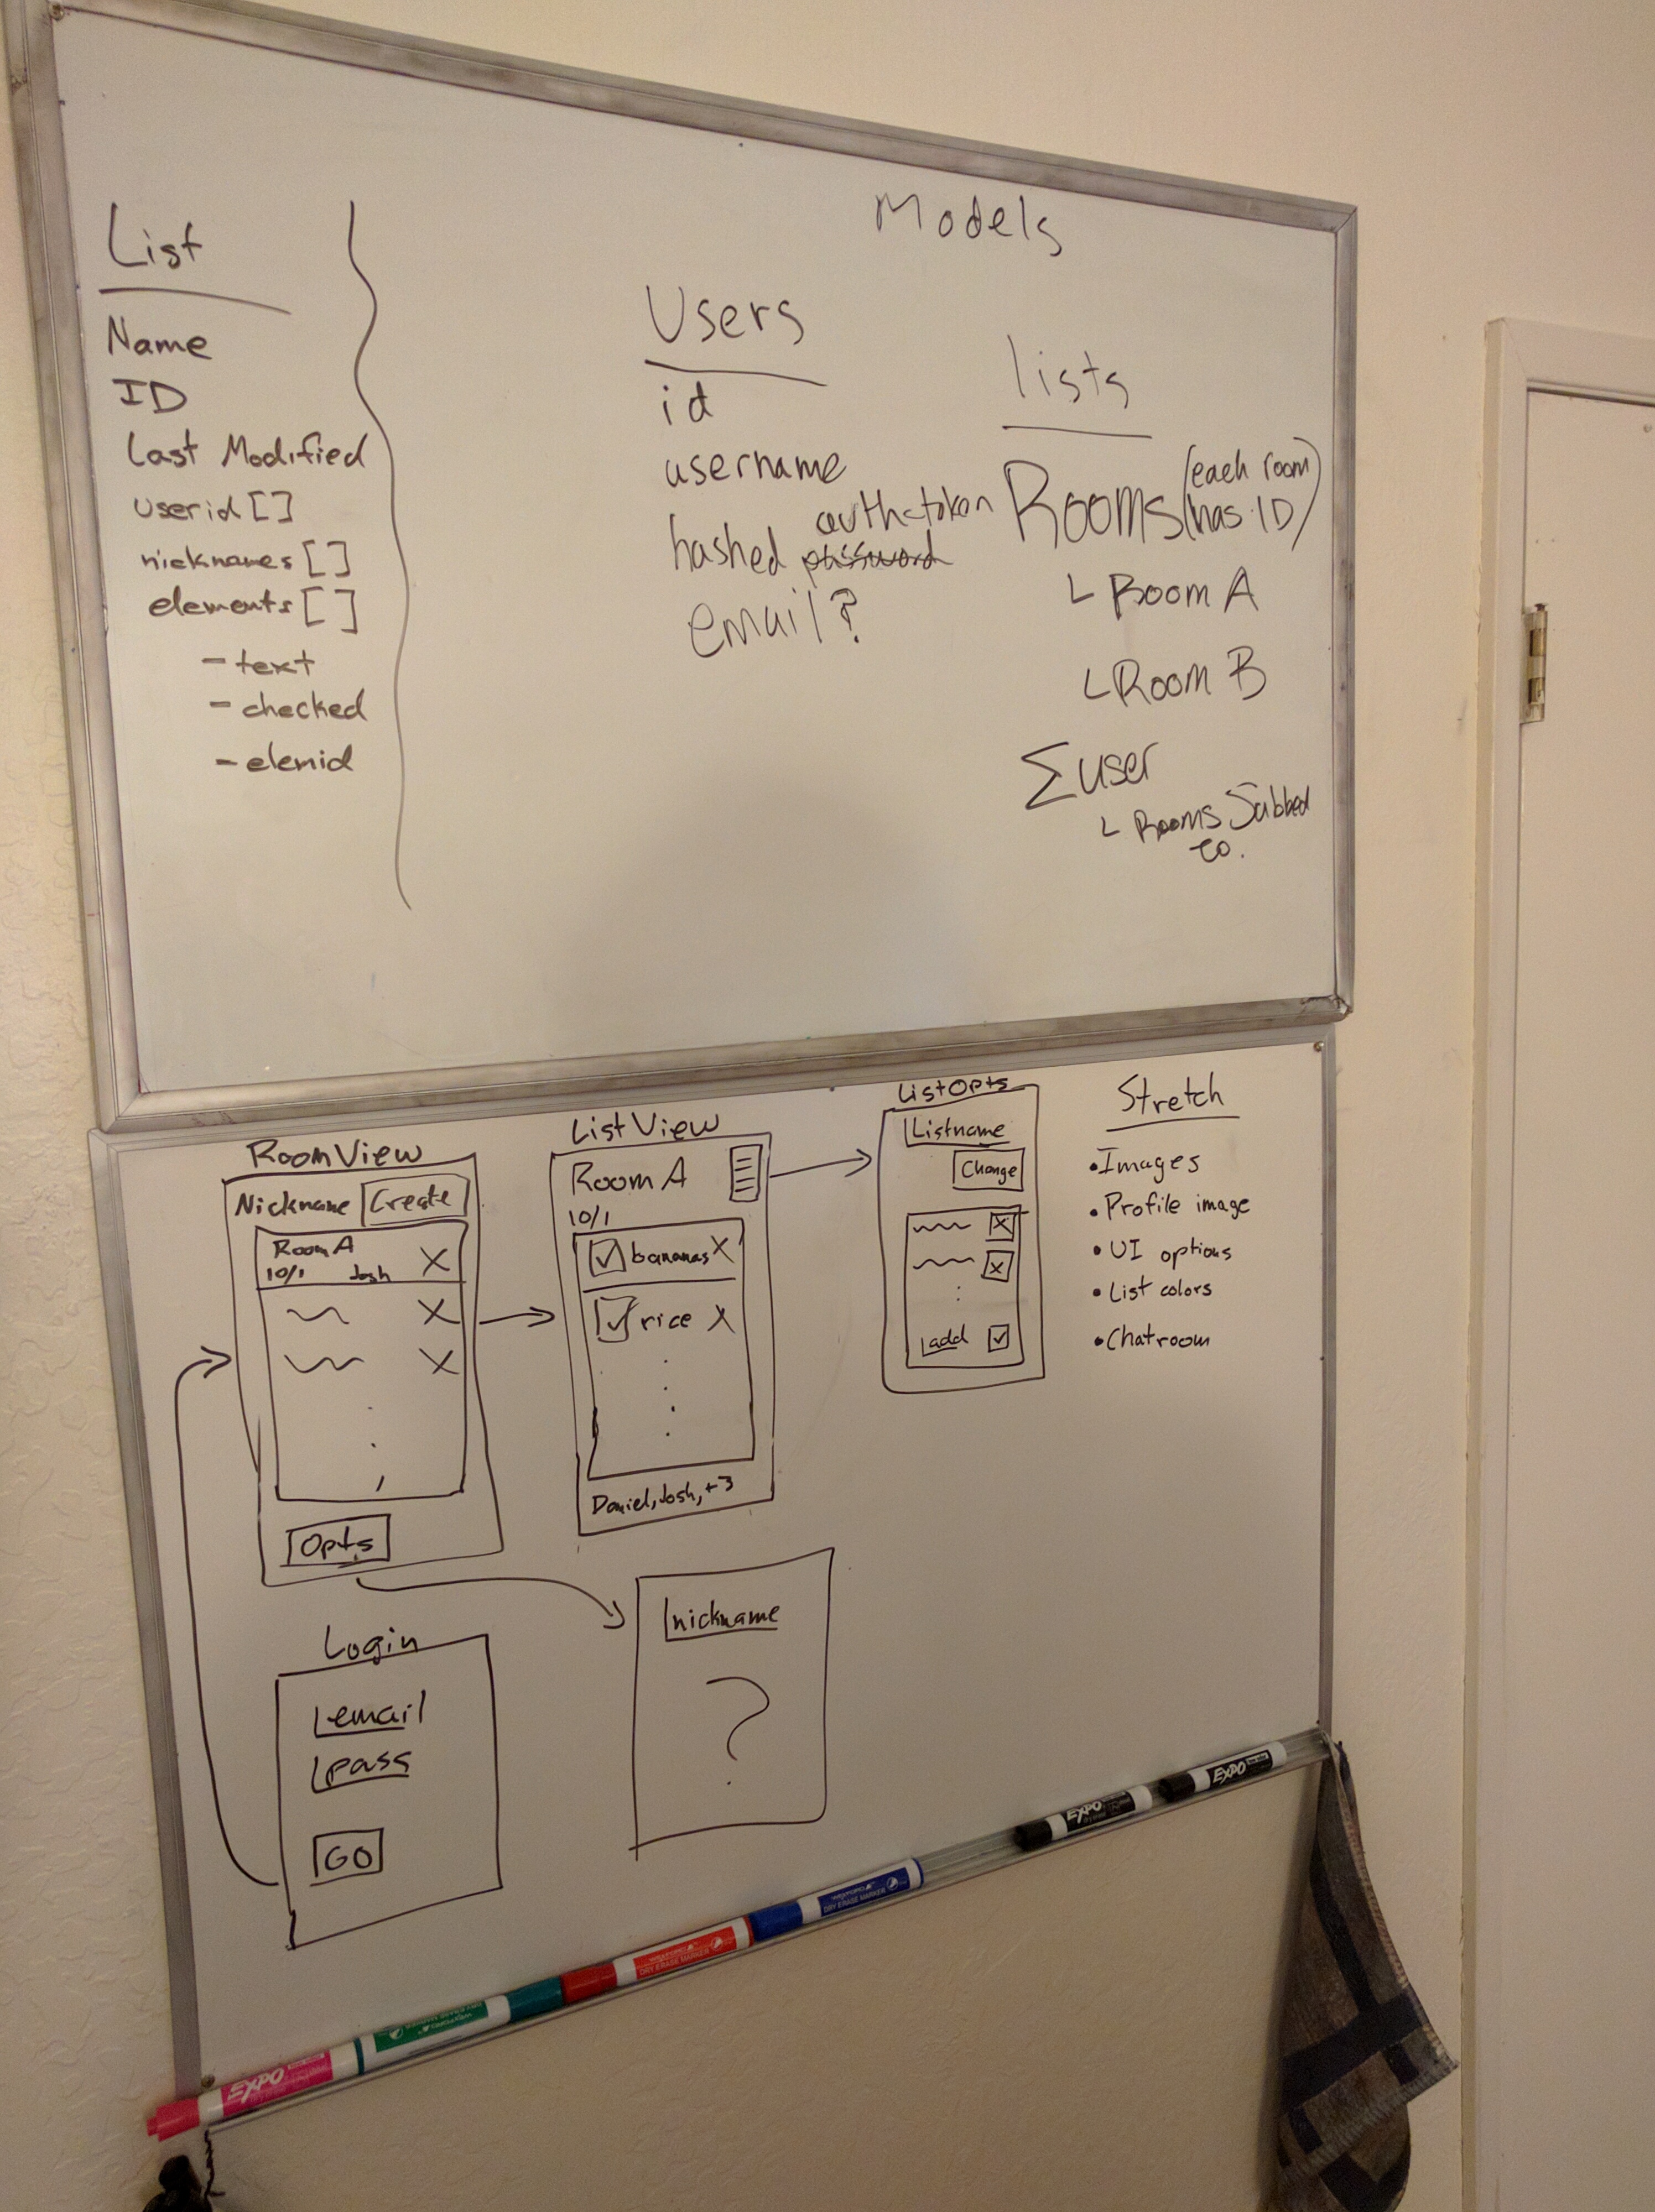 Models
List
Name
ID
Last Modified
userid []
nicknames []
elements []
- text
- checked
- elemid
Users
id
username
hashed password auth-token
email?
lists
Rooms (each room has ID)
Room A
Room B
Σ user
Rooms Subbed to.
RoomView
Nickname Create
Room A X
10/1 Josh
X
X
Opts
ListView
Room A
10/1
bananas X
rice X
Daniel, Josh, +3
ListOpts
Listname
Change
X
X
add
Stretch
• Images
• Profile image
• UI options
• List colors
• Chatroom
Login
email
pass
GO
nickname
?
EXPO
EXPO
DRY ERASE MARKER
DRY ERASE MARKER
EXPO